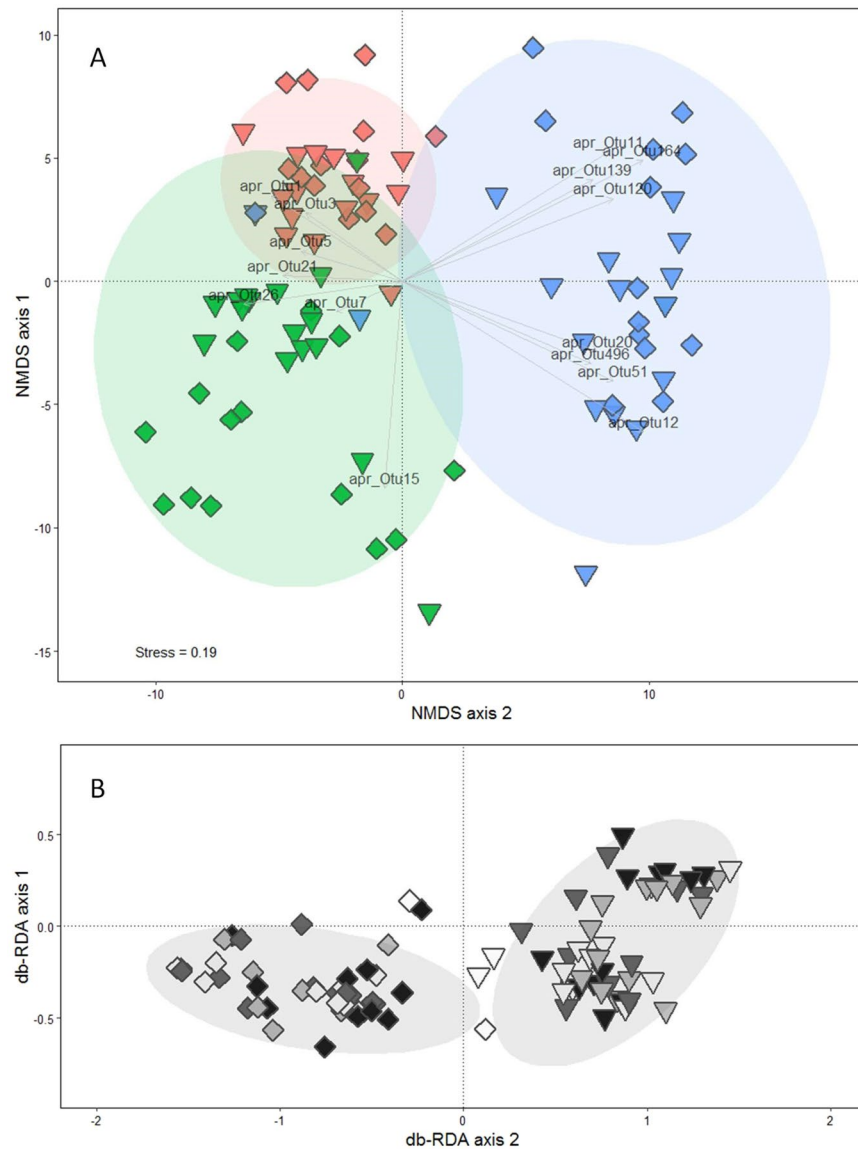 A
10
5
0
-5
-10
-15
NMDS axis 1
apr_Otu11
apr_Otu164
apr_Otu139
apr_Otu120
apr_Otu1
apr_Otu3
apr_Otu5
apr_Otu21
apr_Otu26
apr_Otu7
apr_Otu20
apr_Otu496
apr_Otu51
apr_Otu12
apr_Otu15
Stress = 0.19
-10 0 10
NMDS axis 2
B
0.5
0.0
-0.5
db-RDA axis 1
-2 -1 0 1 2
db-RDA axis 2